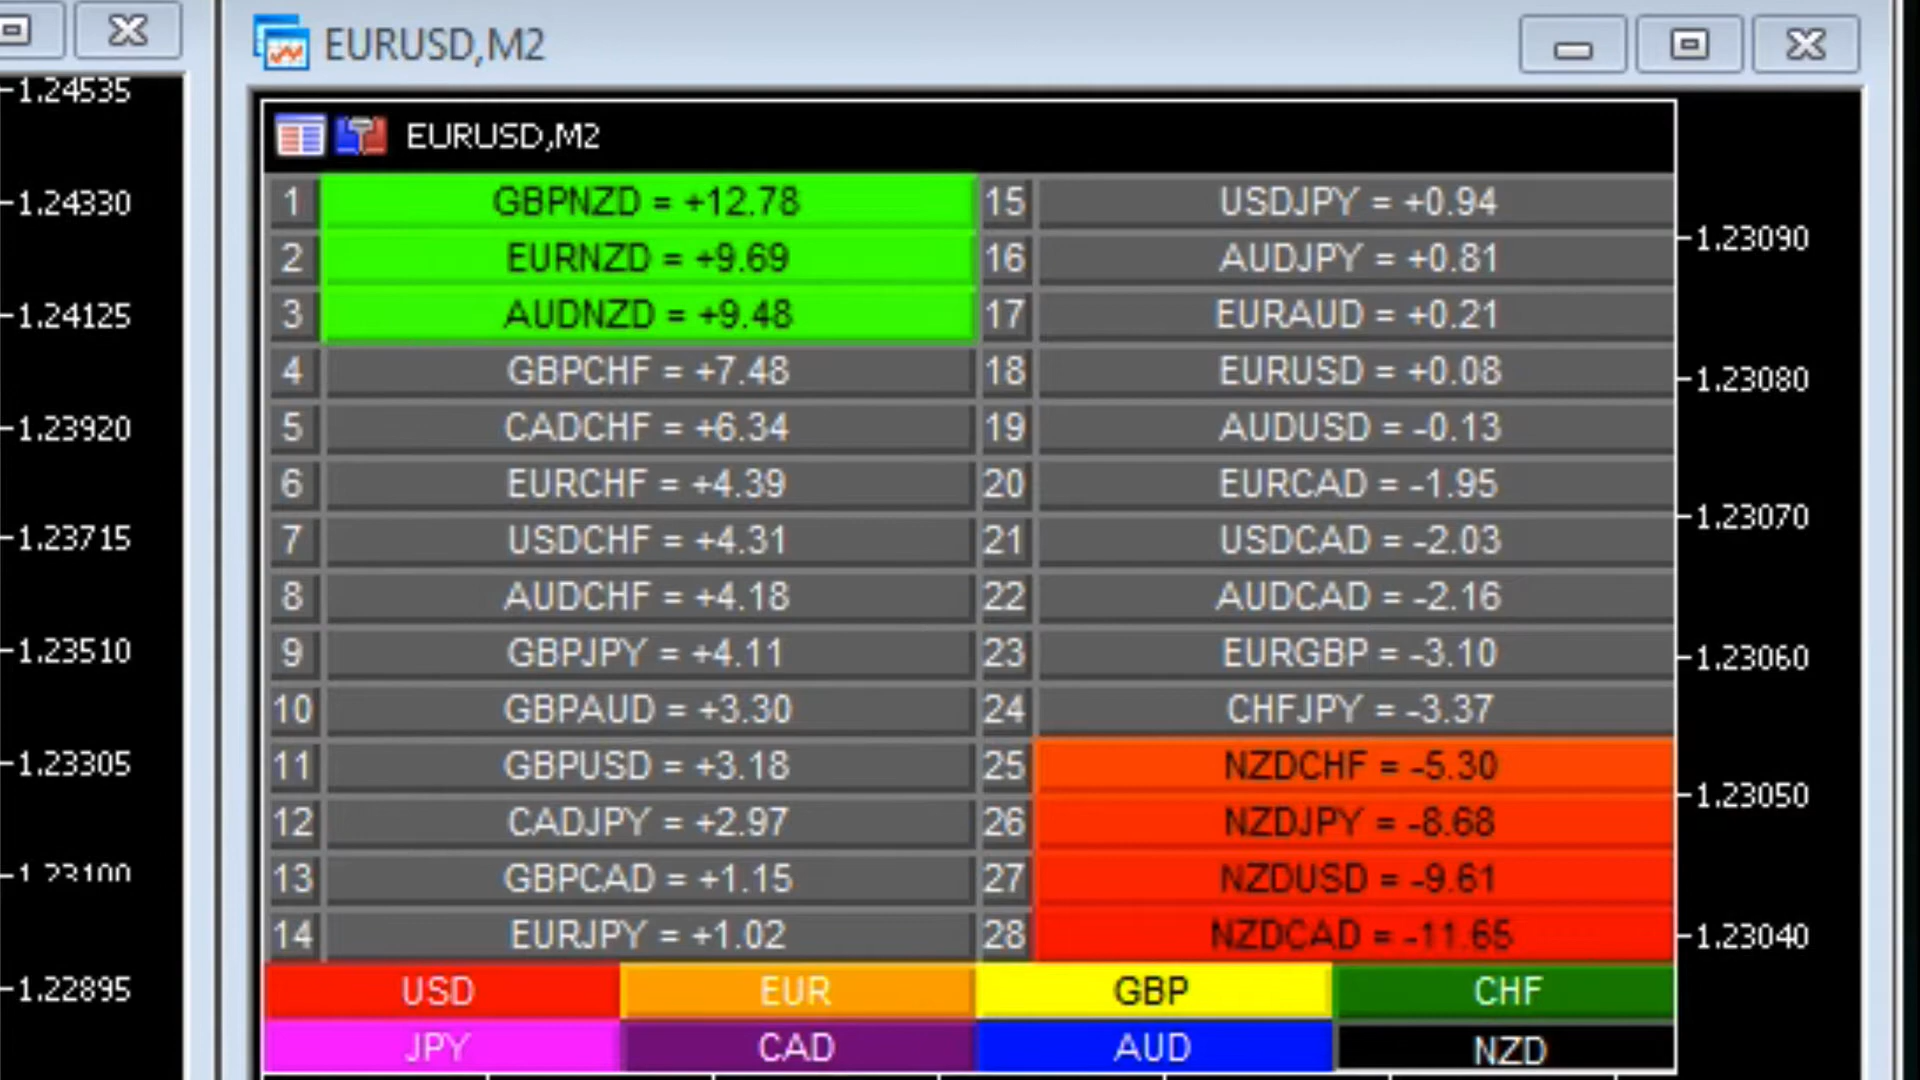 EURUSD,M2
1.24535
1.24330
1.24125
1.23920
1.23715
1.23510
1.23305
1.23100
1.22895
EURUSD,M2
1 GBPNZD = +12.78
2 EURNZD = +9.69
3 AUDNZD = +9.48
4 GBPCHF = +7.48
5 CADCHF = +6.34
6 EURCHF = +4.39
7 USDCHF = +4.31
8 AUDCHF = +4.18
9 GBPJPY = +4.11
10 GBPAUD = +3.30
11 GBPUSD = +3.18
12 CADJPY = +2.97
13 GBPCAD = +1.15
14 EURJPY = +1.02
15 USDJPY = +0.94
16 AUDJPY = +0.81
17 EURAUD = +0.21
18 EURUSD = +0.08
19 AUDUSD = -0.13
20 EURCAD = -1.95
21 USDCAD = -2.03
22 AUDCAD = -2.16
23 EURGBP = -3.10
24 CHFJPY = -3.37
25 NZDCHF = -5.30
26 NZDJPY = -8.68
27 NZDUSD = -9.61
28 NZDCAD = -11.65
USD EUR GBP CHF
JPY CAD AUD NZD
1.23090
1.23080
1.23070
1.23060
1.23050
1.23040